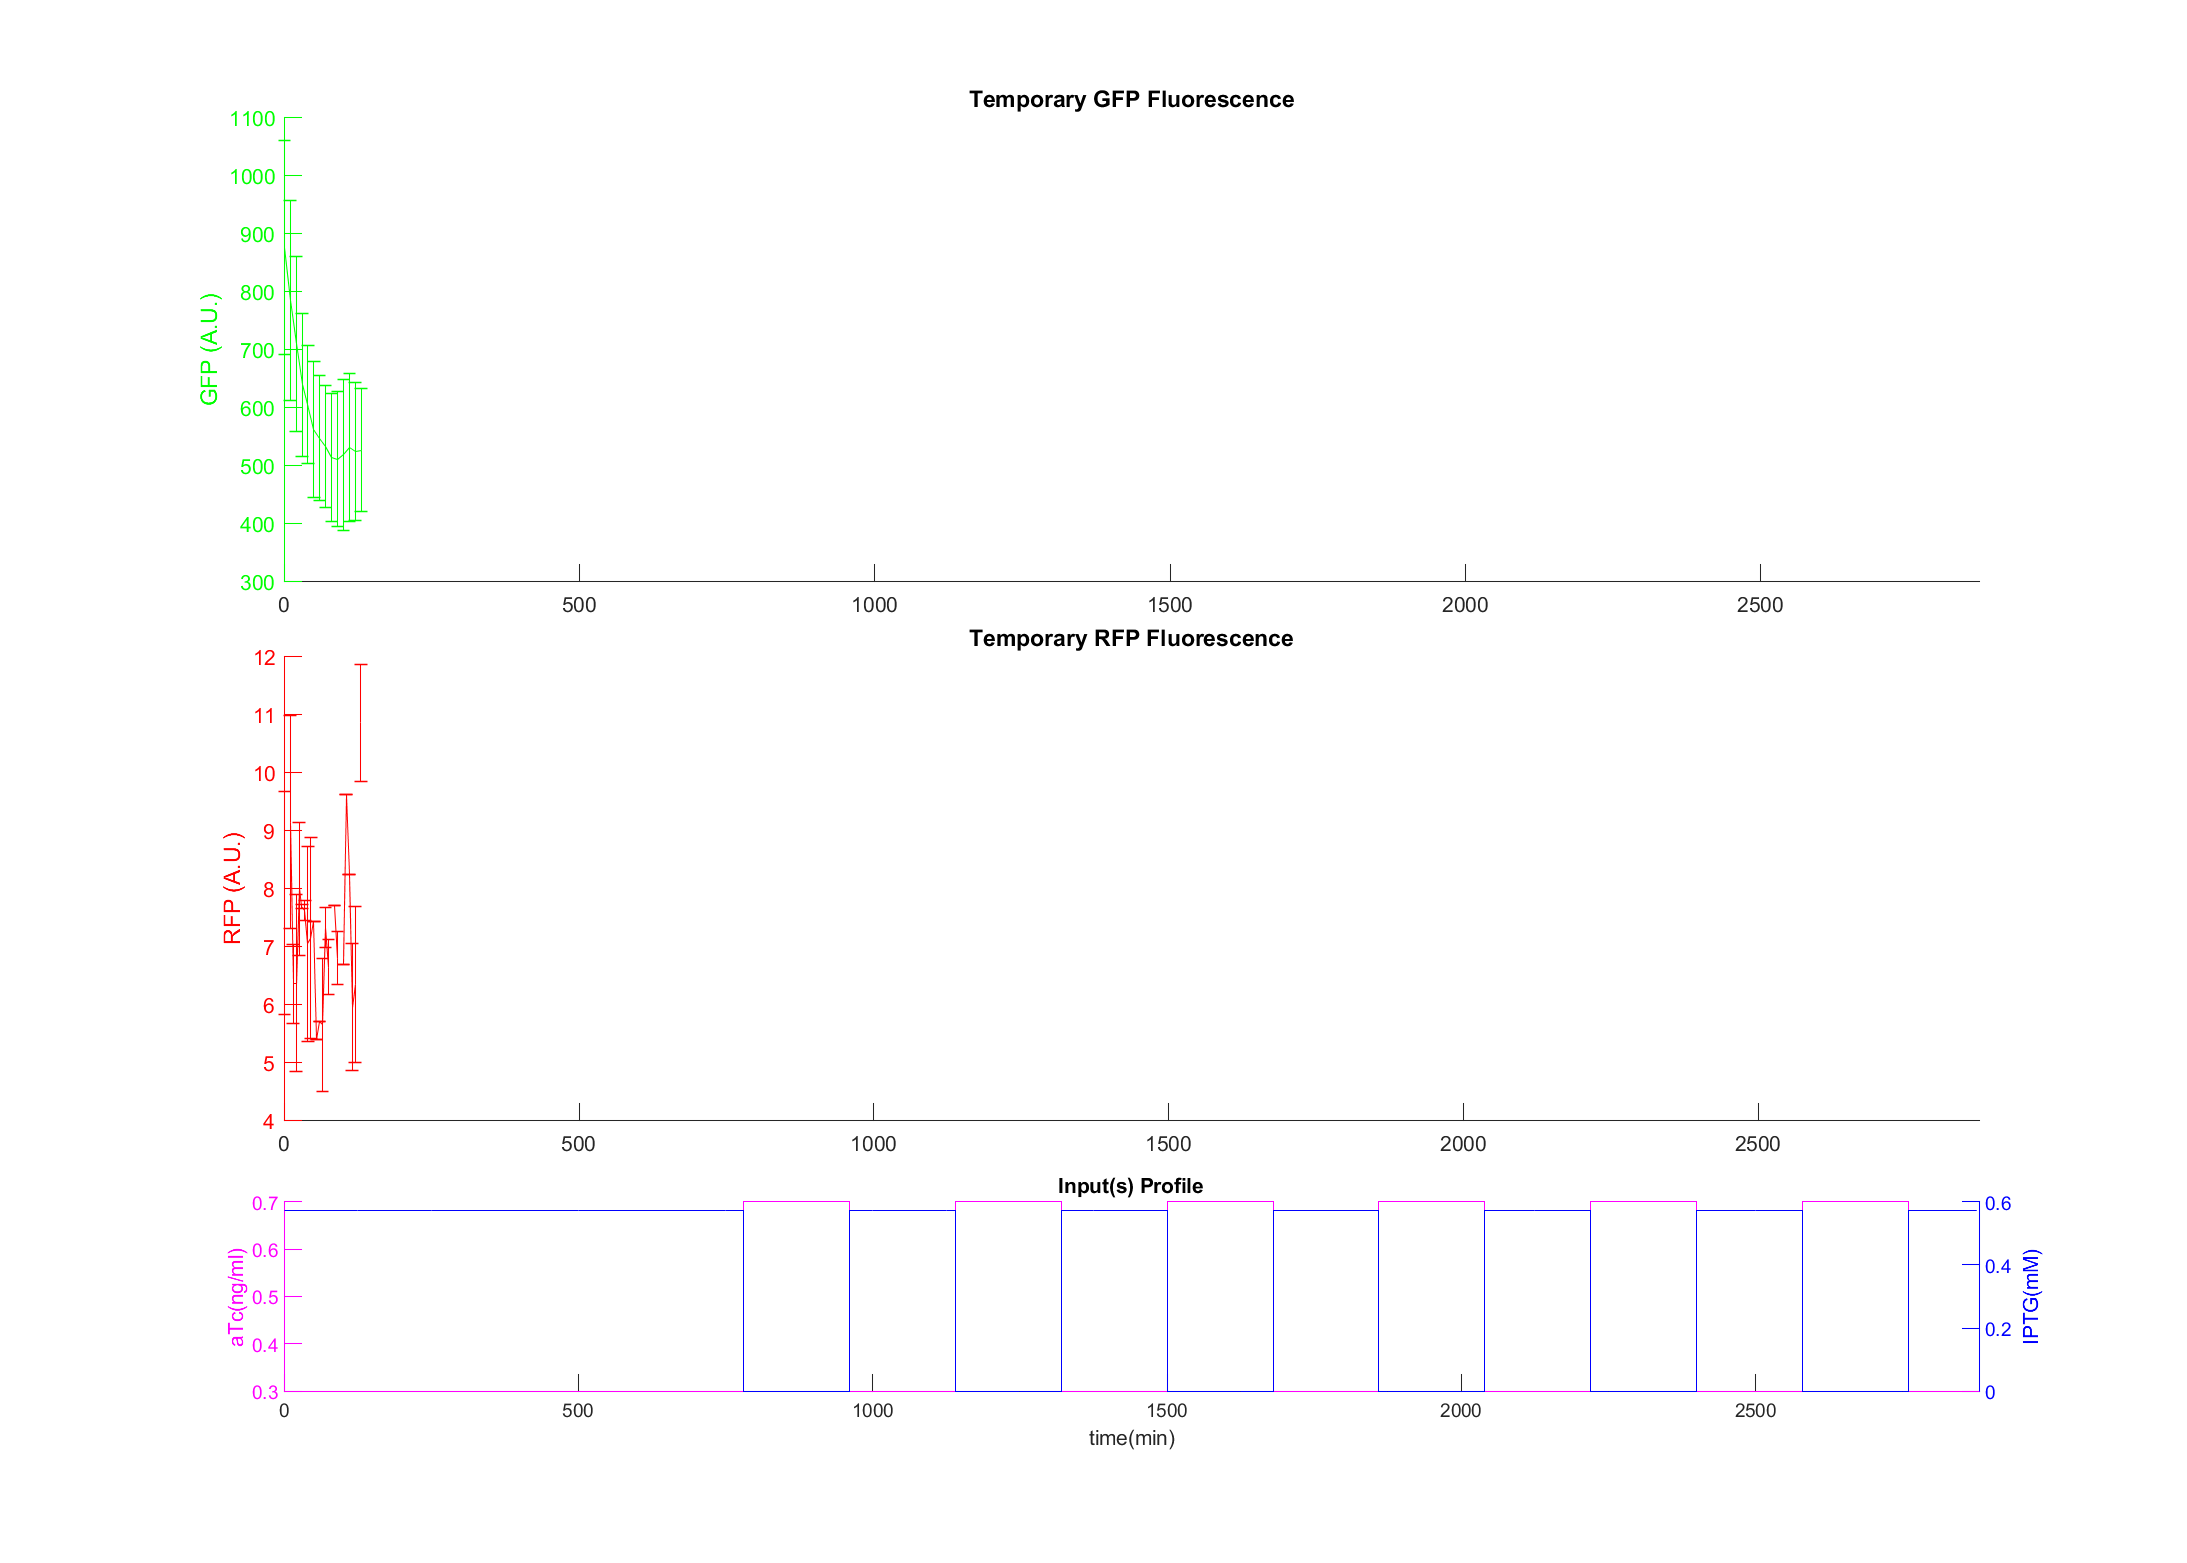 Temporary GFP Fluorescence
GFP (A.U.)
1100
1000
900
800
700
600
500
400
300
0 500 1000 1500 2000 2500
Temporary RFP Fluorescence
RFP (A.U.)
12
11
10
9
8
7
6
5
4
0 500 1000 1500 2000 2500
Input(s) Profile
aTc(ng/ml)
0.7
0.6
0.5
0.4
0.3
0.6
0.4
0.2
0
IPTG(mM)
0 500 1000 1500 2000 2500
time(min)